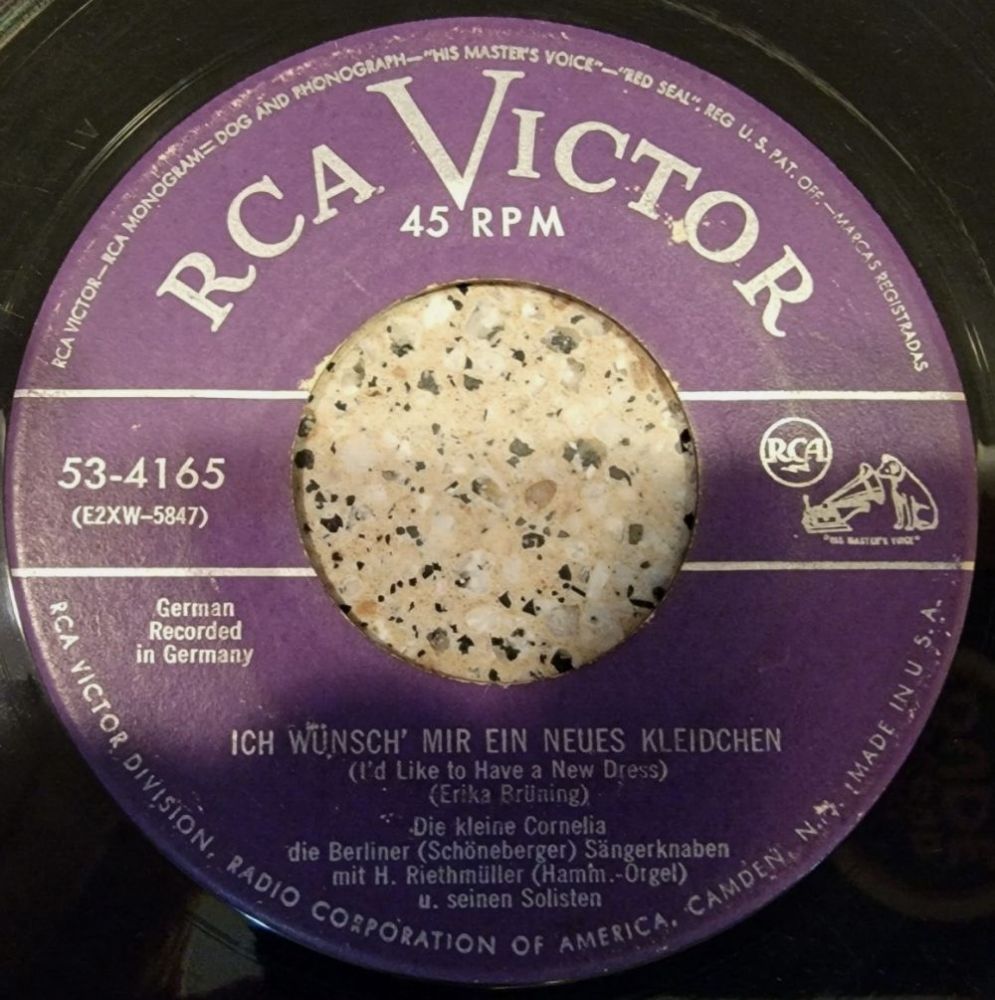 RCA VICTOR—RCA MONOGRAM—DOG AND PHONOGRAPH—"HIS MASTER'S VOICE"—"RED SEAL", REG U. S. PAT. OFF.—MARCAS REGISTRADAS
RCA VICTOR
45 RPM
53-4165
(E2XW-5847)
RCA
"HIS MASTER'S VOICE"
German
Recorded
in Germany
ICH WÜNSCH' MIR EIN NEUES KLEIDCHEN
(I'd Like to Have a New Dress)
(Erika Brüning)
Die kleine Cornelia
die Berliner (Schöneberger) Sängerknaben
mit H. Riethmüller (Hamm.-Orgel)
u. seinen Solisten
RCA VICTOR DIVISION, RADIO CORPORATION OF AMERICA, CAMDEN, N. J. (MADE IN U. S. A.